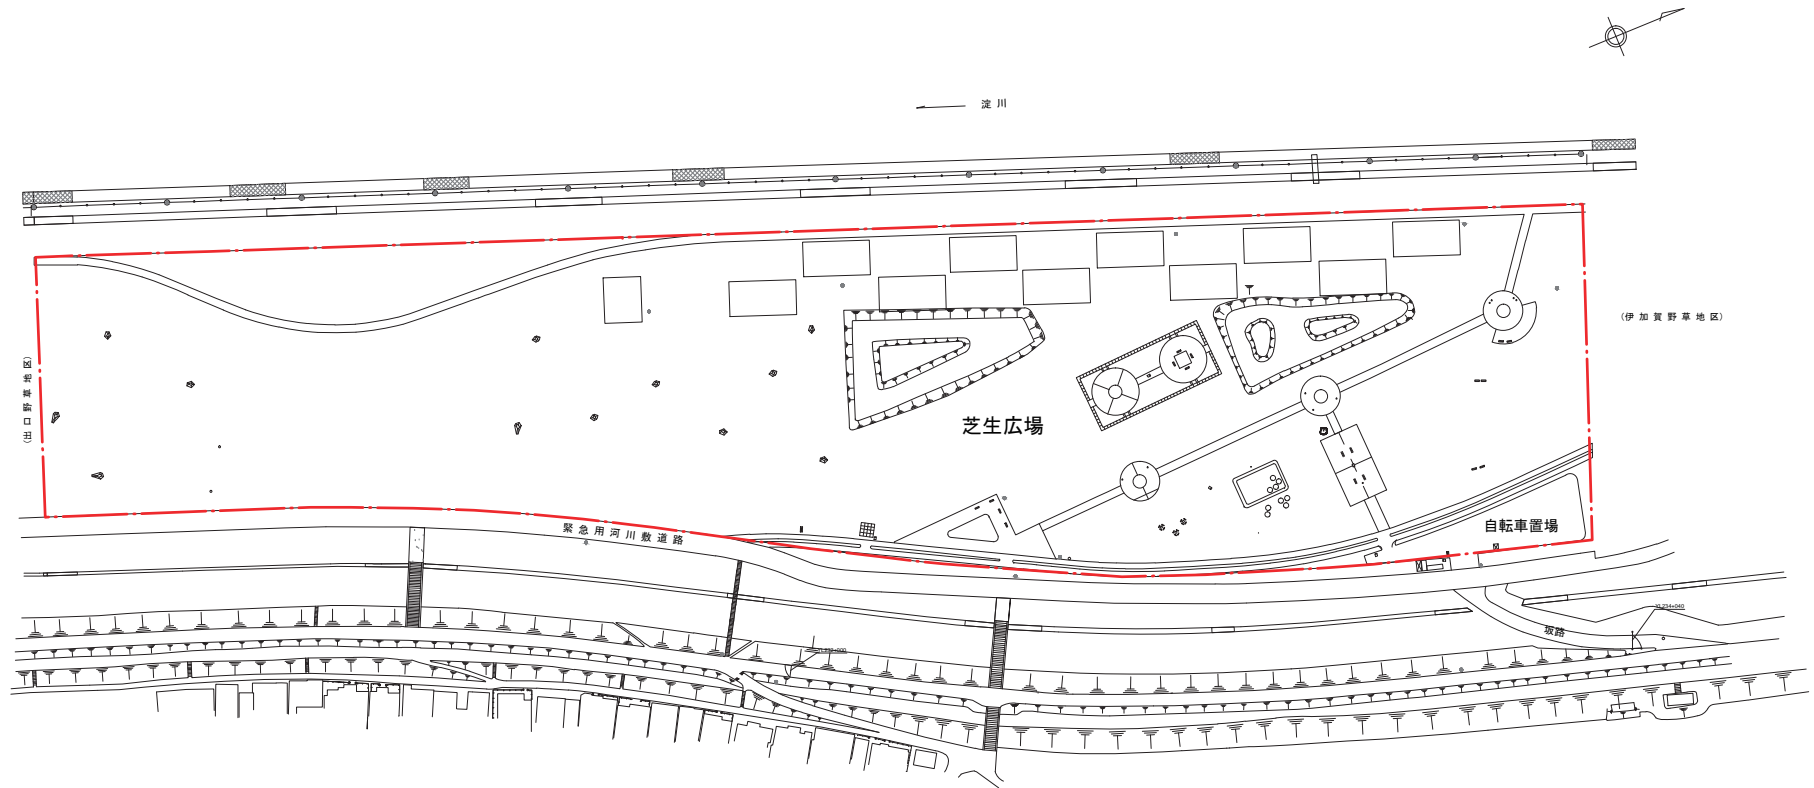 淀川
(伊加賀野草地区)
(出口野草地区)
芝生広場
自転車置場
緊急用河川敷道路
坂路